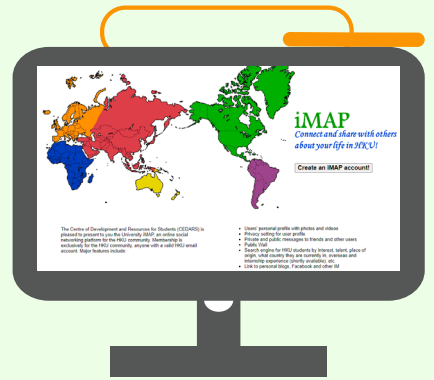 iMAP
Connect and share with others
about your life in HKU!
Create an iMAP account!
The Centre of Development and Resources for Students (CEDARS) is
pleased to present to you the University iMAP, an online social
networking platform for the HKU community. Membership is
exclusively for the HKU community, anyone with a valid HKU email
account. Major features include:
• Users' personal profile with photos and videos
• Privacy setting for user profile
• Private and public messages to friends and other users
• Public Wall
• Search engine for HKU students by interest, talent, place of
origin, what country they are currently in, overseas and
internship experience (shortly available), etc
• Link to personal blogs, Facebook and other IM